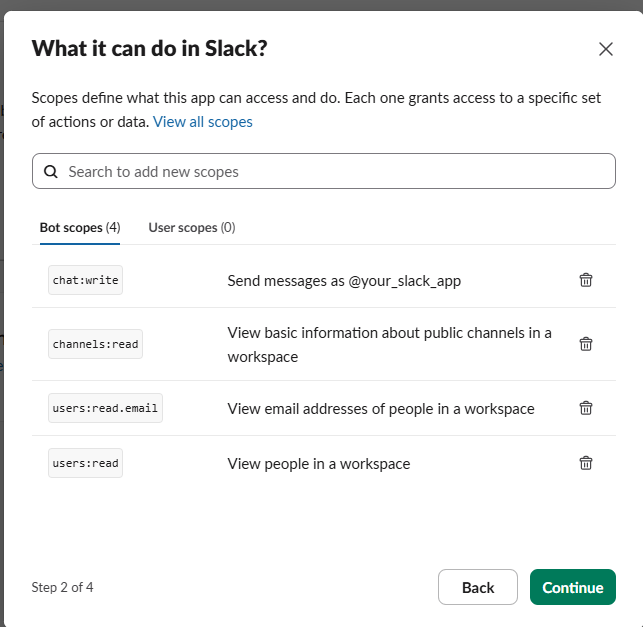 What it can do in Slack?
Scopes define what this app can access and do. Each one grants access to a specific set
of actions or data. View all scopes
Search to add new scopes
Bot scopes (4) User scopes (0)
chat:write Send messages as @your_slack_app
channels:read View basic information about public channels in a
workspace
users:read.email View email addresses of people in a workspace
users:read View people in a workspace
Step 2 of 4 Back Continue